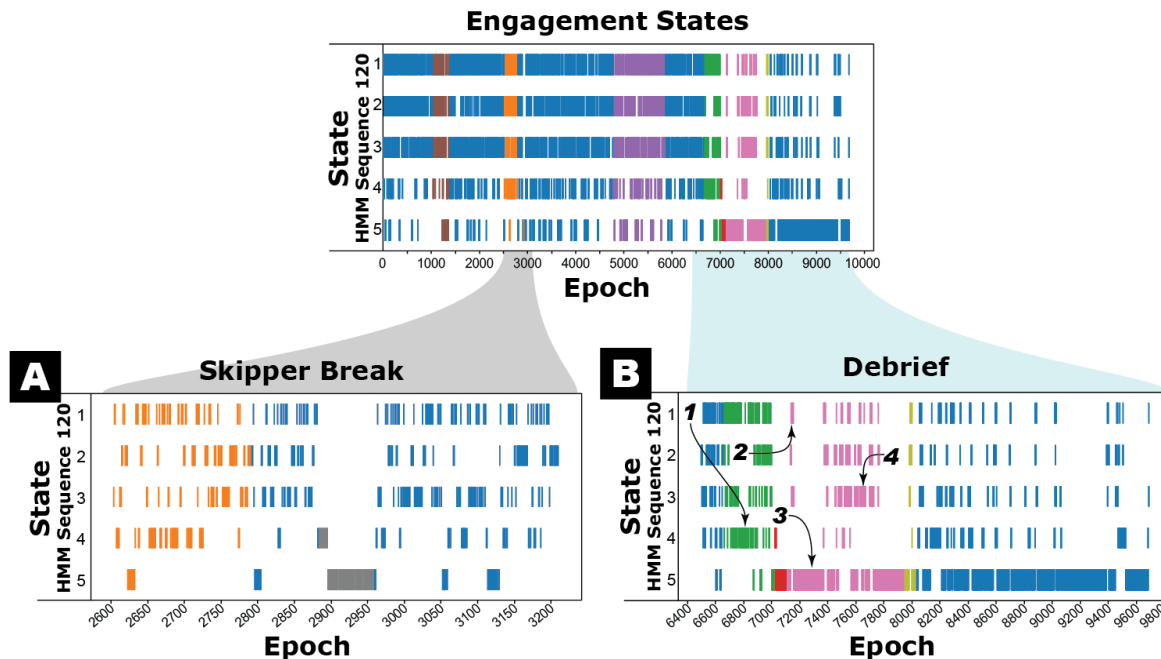 Engagement States
State
HMM Sequence 120
1
2
3
4
5
0 1000 2000 3000 4000 5000 6000 7000 8000 9000 10000
Epoch
A
Skipper Break
State
HMM Sequence 120
1
2
3
4
5
2600 2650 2700 2750 2800 2850 2900 2950 3000 3050 3100 3150 3200
Epoch
B
Debrief
State
HMM Sequence 120
1
2
3
4
5
1
2
3
4
6400 6600 6800 7000 7200 7400 7600 7800 8000 8200 8400 8600 8800 9000 9200 9400 9600 980
Epoch